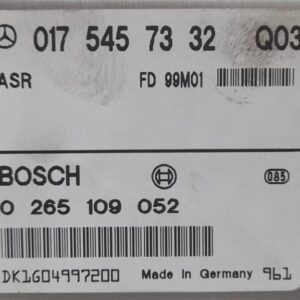 017 545 73 32 Q03
ASR FD 99M01
BOSCH 085
0 265 109 052
DK1604997200 Made In Germany 961